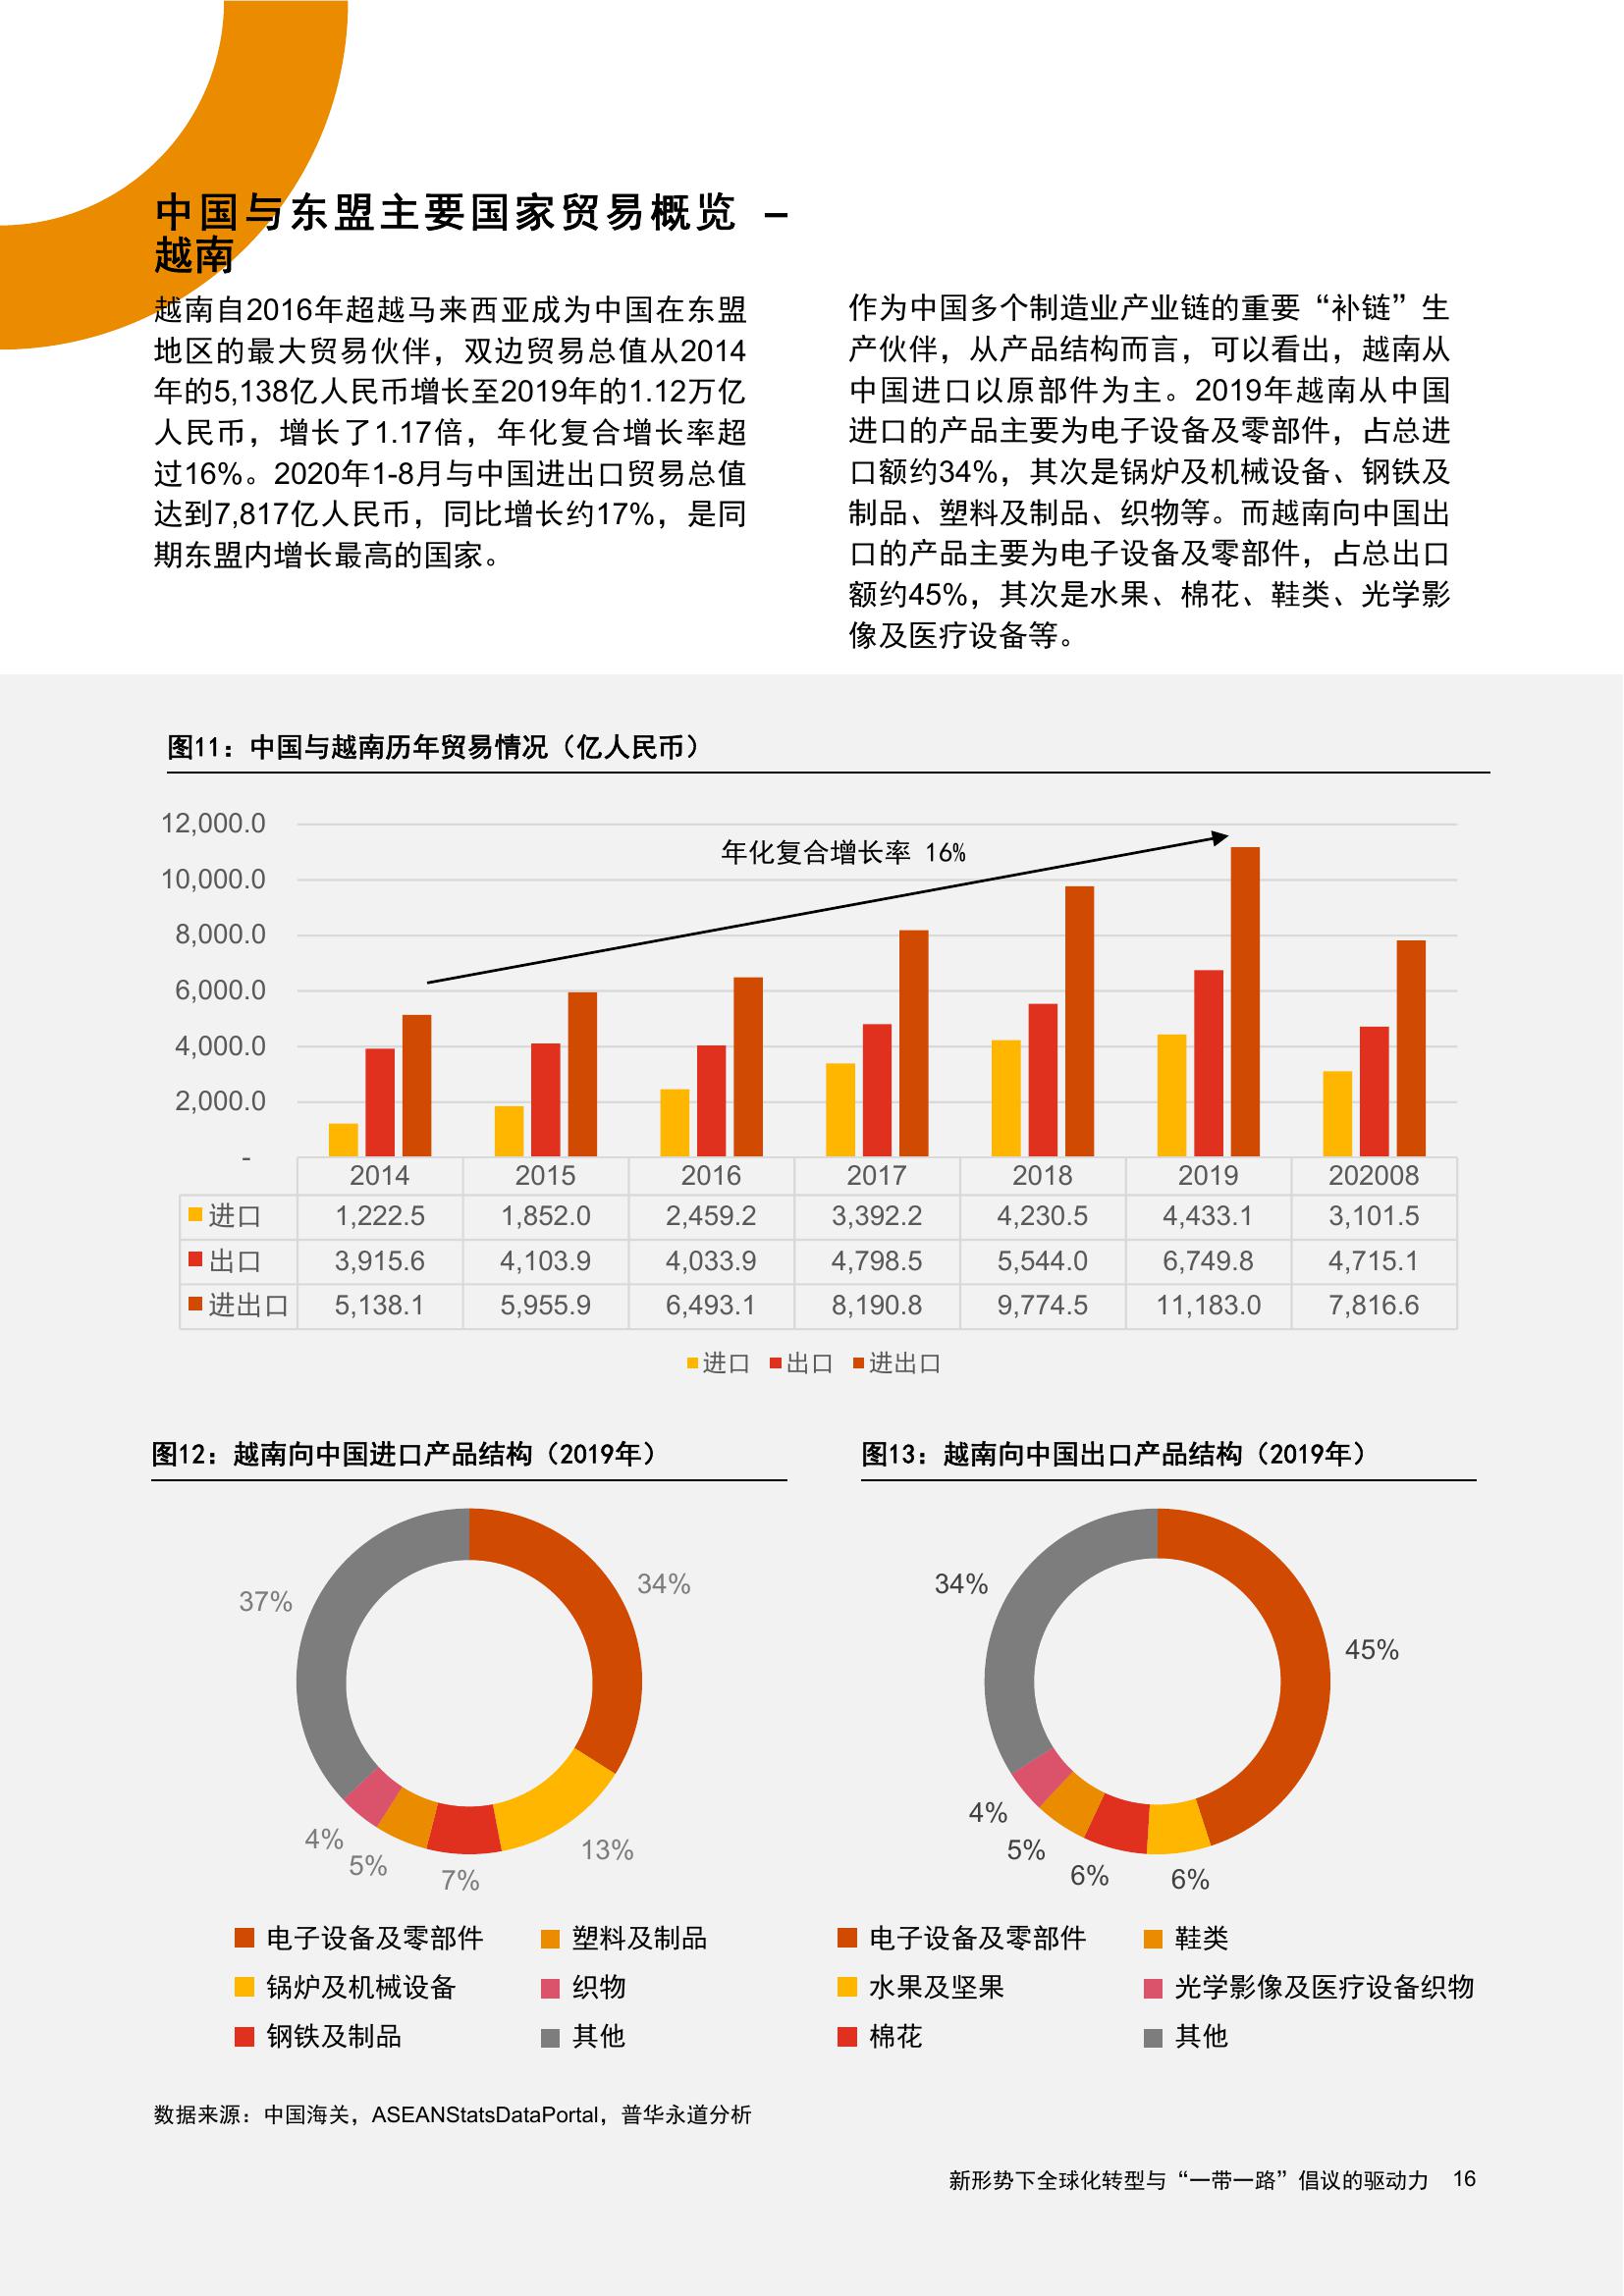 中国与东盟主要国家贸易概览 –
越南
越南自2016年超越马来西亚成为中国在东盟
地区的最大贸易伙伴，双边贸易总值从2014
年的5,138亿人民币增长至2019年的1.12万亿
人民币，增长了1.17倍，年化复合增长率超
过16%。2020年1-8月与中国进出口贸易总值
达到7,817亿人民币，同比增长约17%，是同
期东盟内增长最高的国家。
作为中国多个制造业产业链的重要“补链”生
产伙伴，从产品结构而言，可以看出，越南从
中国进口以原部件为主。2019年越南从中国
进口的产品主要为电子设备及零部件，占总进
口额约34%，其次是锅炉及机械设备、钢铁及
制品、塑料及制品、织物等。而越南向中国出
口的产品主要为电子设备及零部件，占总出口
额约45%，其次是水果、棉花、鞋类、光学影
像及医疗设备等。
图11：中国与越南历年贸易情况（亿人民币）
12,000.0
10,000.0
8,000.0
6,000.0
4,000.0
2,000.0
-
年化复合增长率 16%
2014 2015 2016 2017 2018 2019 202008
进口 1,222.5 1,852.0 2,459.2 3,392.2 4,230.5 4,433.1 3,101.5
出口 3,915.6 4,103.9 4,033.9 4,798.5 5,544.0 6,749.8 4,715.1
进出口 5,138.1 5,955.9 6,493.1 8,190.8 9,774.5 11,183.0 7,816.6
进口 出口 进出口
图12：越南向中国进口产品结构（2019年）
34%
13%
7%
5%
4%
37%
电子设备及零部件 塑料及制品
锅炉及机械设备 织物
钢铁及制品 其他
图13：越南向中国出口产品结构（2019年）
45%
6%
6%
5%
4%
34%
电子设备及零部件 鞋类
水果及坚果 光学影像及医疗设备织物
棉花 其他
数据来源：中国海关，ASEANStatsDataPortal，普华永道分析
新形势下全球化转型与“一带一路”倡议的驱动力 16